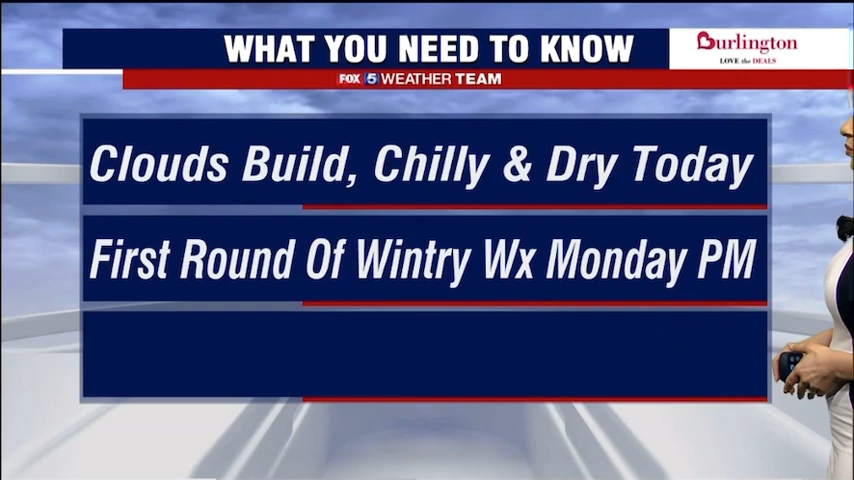 WHAT YOU NEED TO KNOW
Burlington
LOVE the DEALS
FOX 5 WEATHER TEAM
Clouds Build, Chilly & Dry Today
First Round Of Wintry Wx Monday PM